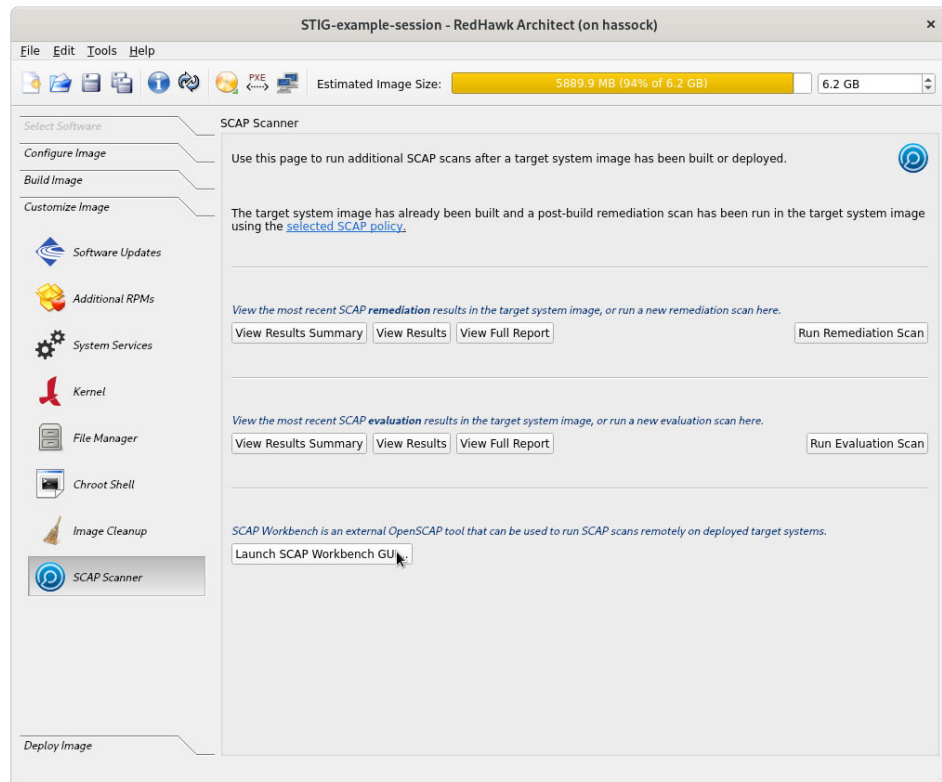 STIG-example-session - RedHawk Architect (on hassock)
File Edit Tools Help
PXE
Estimated Image Size: 5889.9 MB (94% of 6.2 GB) 6.2 GB
Select Software
Configure Image
Build Image
Customize Image
Software Updates
Additional RPMs
System Services
Kernel
File Manager
Chroot Shell
Image Cleanup
SCAP Scanner
Deploy Image
SCAP Scanner
Use this page to run additional SCAP scans after a target system image has been built or deployed.
The target system image has already been built and a post-build remediation scan has been run in the target system image
using the selected SCAP policy.
View the most recent SCAP remediation results in the target system image, or run a new remediation scan here.
View Results Summary View Results View Full Report Run Remediation Scan
View the most recent SCAP evaluation results in the target system image, or run a new evaluation scan here.
View Results Summary View Results View Full Report Run Evaluation Scan
SCAP Workbench is an external OpenSCAP tool that can be used to run SCAP scans remotely on deployed target systems.
Launch SCAP Workbench